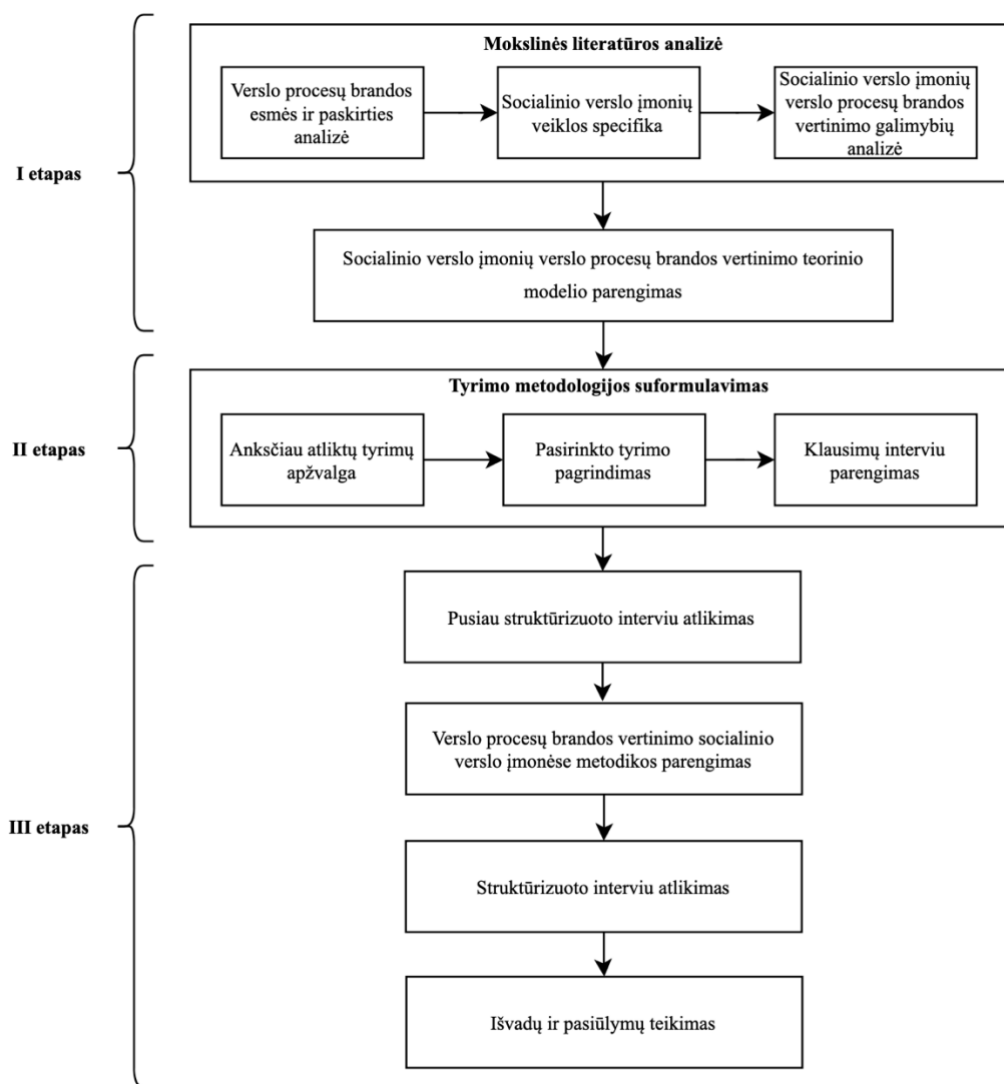 Mokslinės literatūros analizė
Verslo procesų brandos
esmės ir paskirties
analizė
Socialinio verslo įmonių
veiklos specifika
Socialinio verslo įmonių
verslo procesų brandos
vertinimo galimybių
analizė
I etapas
Socialinio verslo įmonių verslo procesų brandos vertinimo teorinio
modelio parengimas
Tyrimo metodologijos suformulavimas
II etapas
Anksčiau atliktų tyrimų
apžvalga
Pasirinkto tyrimo
pagrindimas
Klausimų interviu
parengimas
Pusiau struktūrizuoto interviu atlikimas
Verslo procesų brandos vertinimo socialinio
verslo įmonėse metodikos parengimas
III etapas
Struktūrizuoto interviu atlikimas
Išvadų ir pasiūlymų teikimas